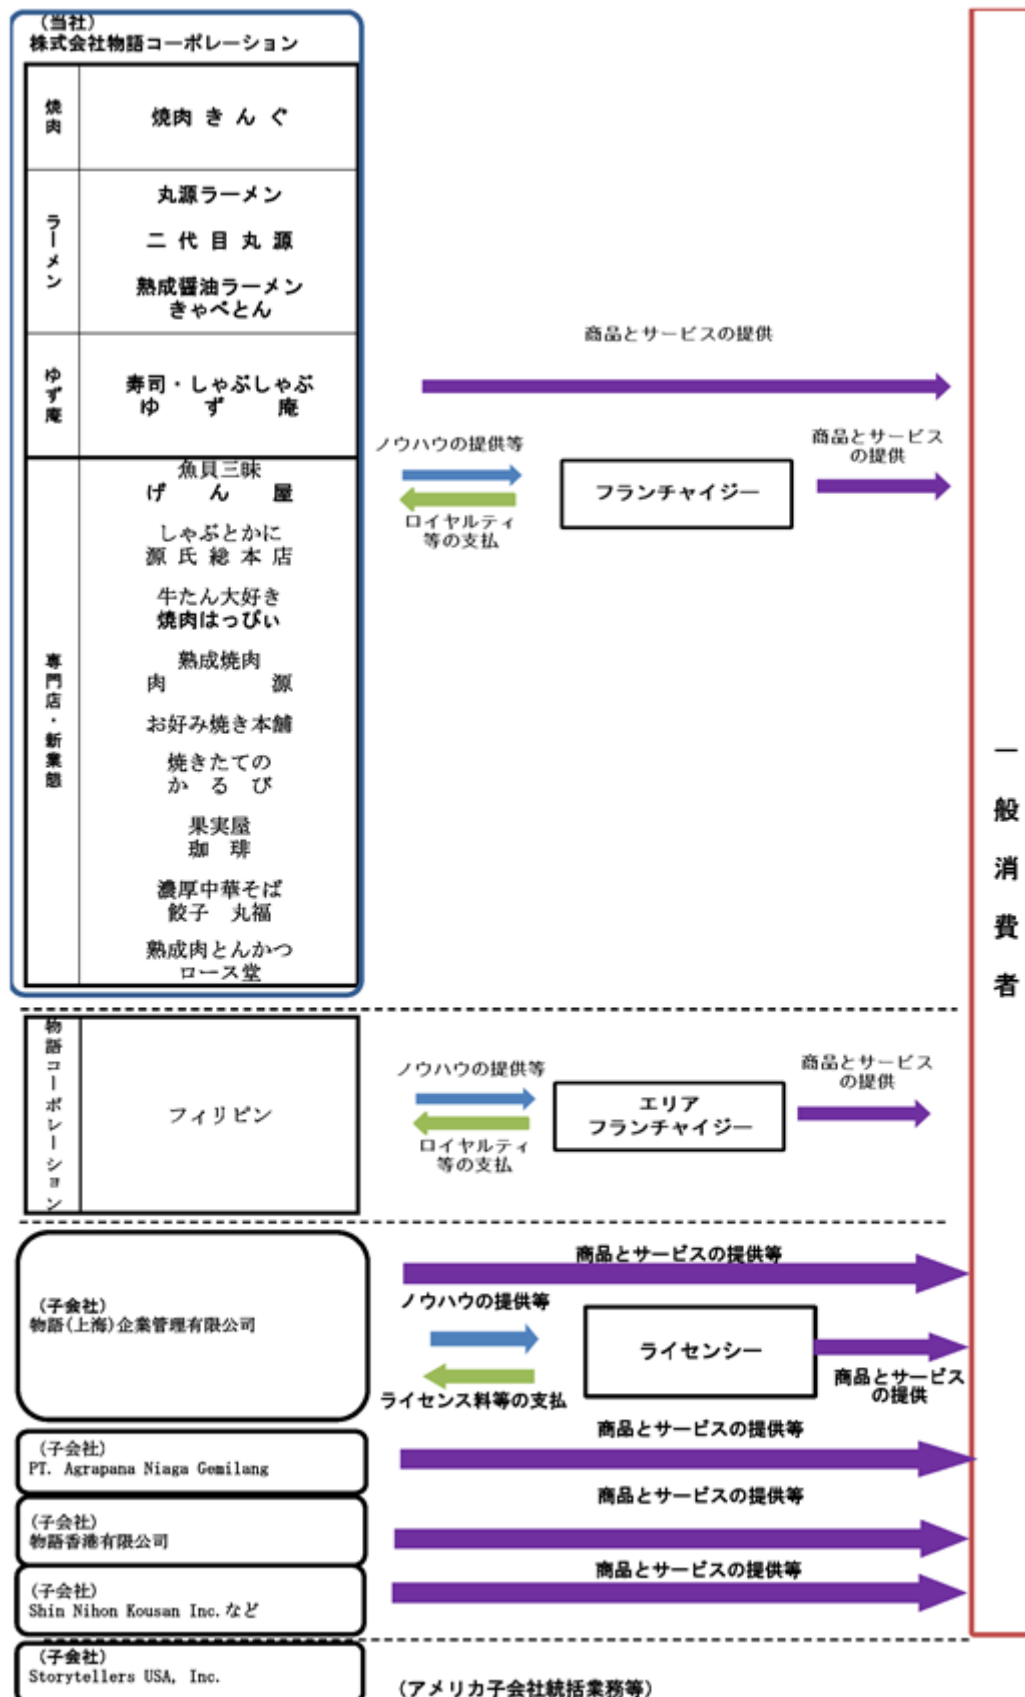 （当社）
株式会社物語コーポレーション
焼肉
焼肉 き ん ぐ
ラーメン
丸源ラーメン
二 代 目 丸 源
熟成醤油ラーメン
きゃべとん
ゆず庵
寿司・しゃぶしゃぶ
ゆ ず 庵
専門店・新業態
魚貝三昧
げ ん 屋
しゃぶとかに
源 氏 総 本 店
牛たん大好き
焼肉はっぴぃ
熟成焼肉
肉 源
お好み焼き本舗
焼きたての
か る び
果実屋
珈 琲
濃厚中華そば
餃子 丸福
熟成肉とんかつ
ロース堂
商品とサービスの提供
ノウハウの提供等
ロイヤルティ
等の支払
フランチャイジー
商品とサービス
の提供
一般消費者
物語コーポレーション
フィリピン
ノウハウの提供等
ロイヤルティ
等の支払
エリア
フランチャイジー
商品とサービス
の提供
（子会社）
物語(上海)企業管理有限公司
商品とサービスの提供等
ノウハウの提供等
ライセンス料等の支払
ライセンシー
商品とサービス
の提供
（子会社）
PT. Agrapana Niaga Gemilang
商品とサービスの提供等
（子会社）
物語香港有限公司
商品とサービスの提供等
（子会社）
Shin Nihon Kousan Inc.など
商品とサービスの提供等
（子会社）
Storytellers USA, Inc.
（アメリカ子会社統括業務等）